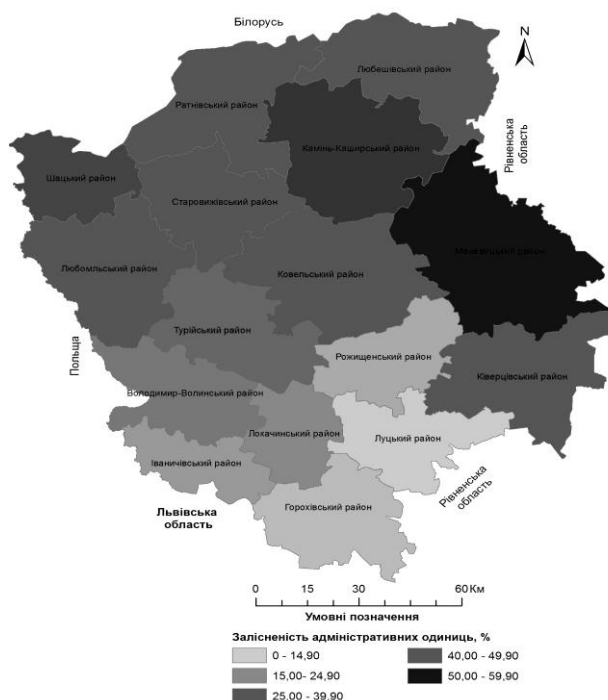 Білорусь
N
Любешівський район
Ратнівський район
Рівненська
область
Камінь-Каширський район
Шацький район
Старовижівський район
Маневицький район
Любомльський район
Ковельський район
Турійський район
Польща
Рожищенський район
Ківерцівський район
Володимир-Волинський район
Локачинський район
Луцький район
Іваничівський район
Рівненська
область
Львівська
область
Горохівський район
0 15 30 45 60 Км
Умовні позначення
Залісненість адміністративних одиниць, %
0 - 14,90
15,00- 24,90
25,00 - 39,90
40,00 - 49,90
50,00 - 59,90